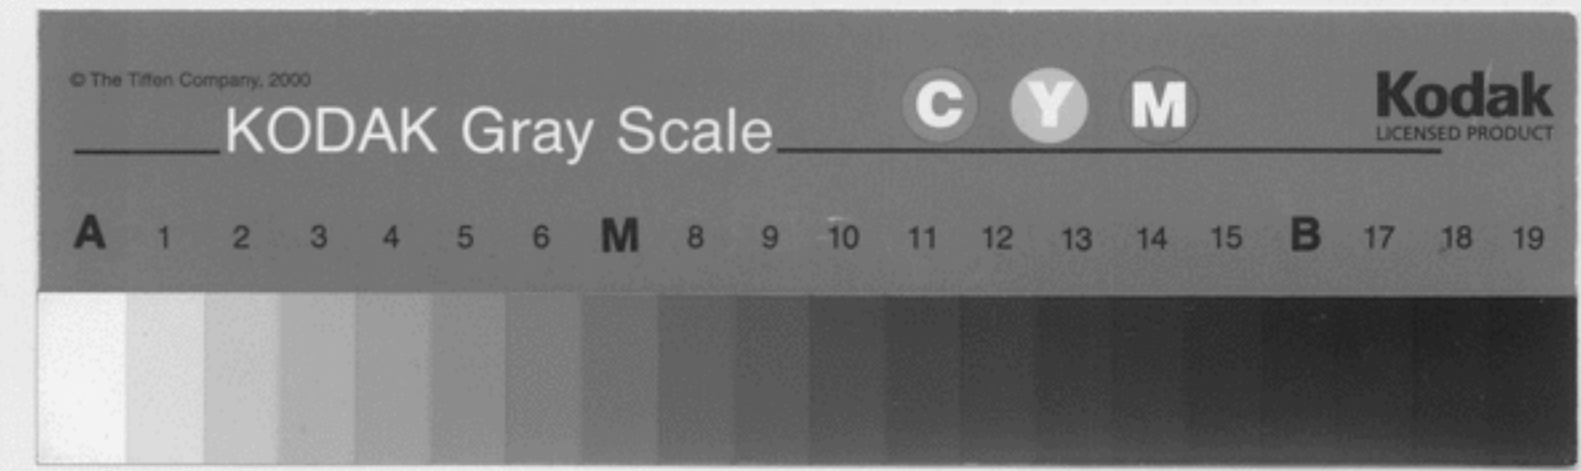 © The Tiffen Company, 2000
KODAK Gray Scale
C Y M
Kodak
LICENSED PRODUCT
A 1 2 3 4 5 6 M 8 9 10 11 12 13 14 15 B 17 18 19